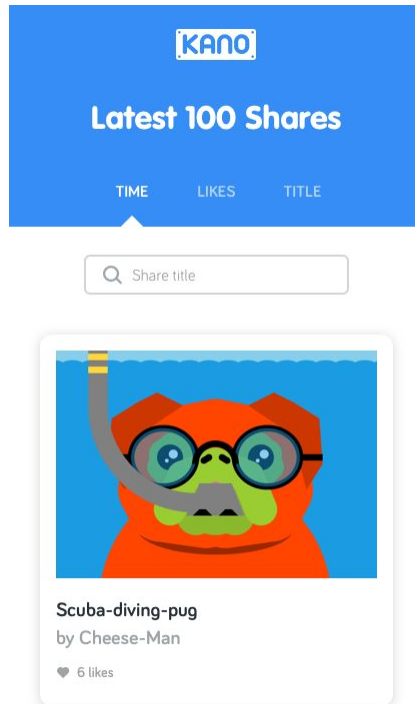 KANO
Latest 100 Shares
TIME LIKES TITLE
Share title
Scuba-diving-pug
by Cheese-Man
6 likes